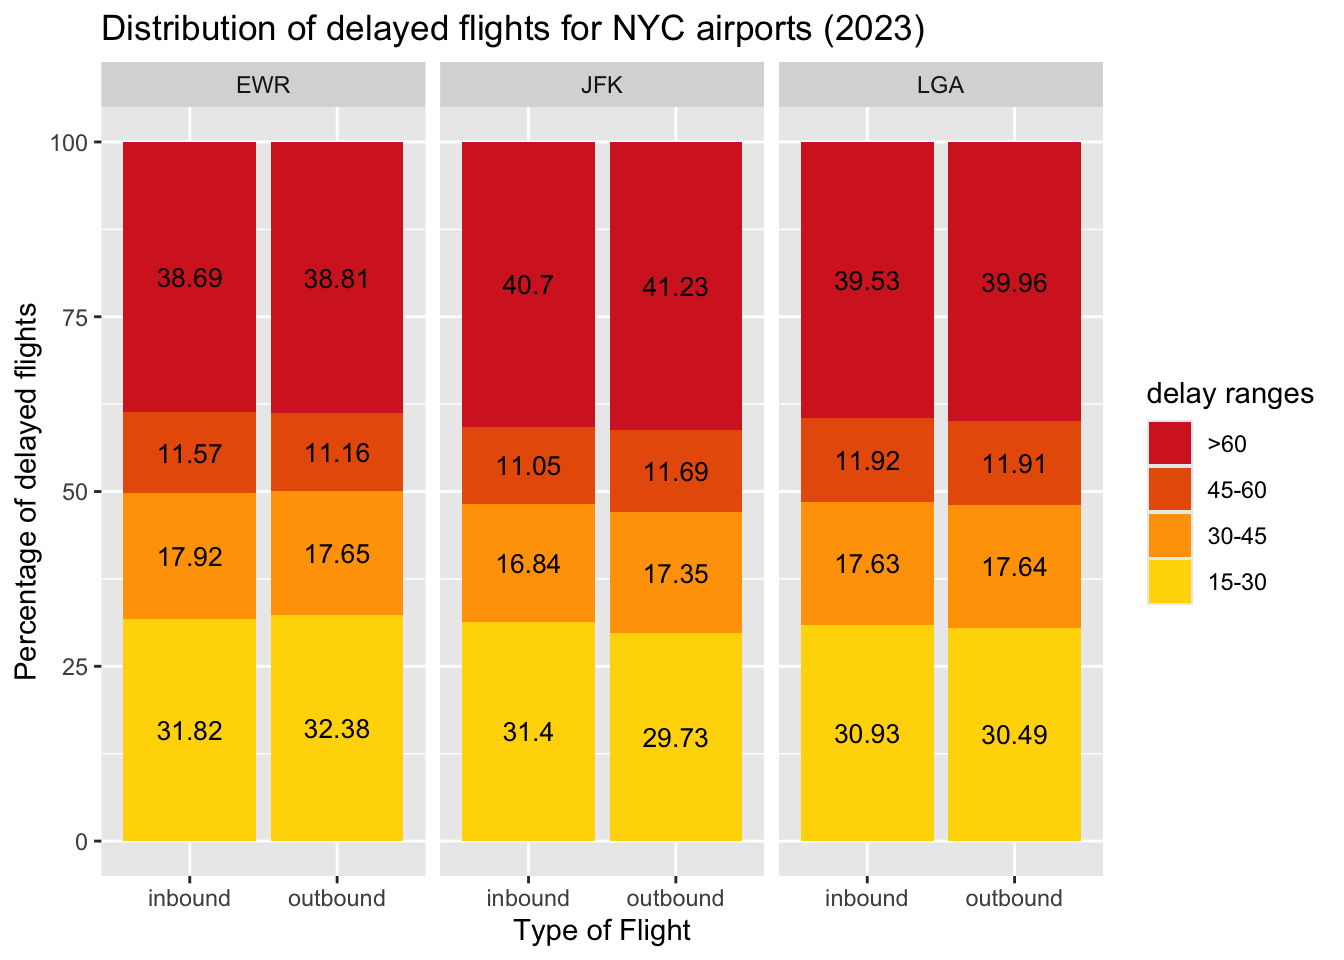 Distribution of delayed flights for NYC airports (2023)
EWR JFK LGA
Percentage of delayed flights
100
75
50
25
0
38.69 38.81 40.7 41.23 39.53 39.96
11.57 11.16 11.05 11.69 11.92 11.91
17.92 17.65 16.84 17.35 17.63 17.64
31.82 32.38 31.4 29.73 30.93 30.49
inbound outbound inbound outbound inbound outbound
Type of Flight
delay ranges
>60
45-60
30-45
15-30